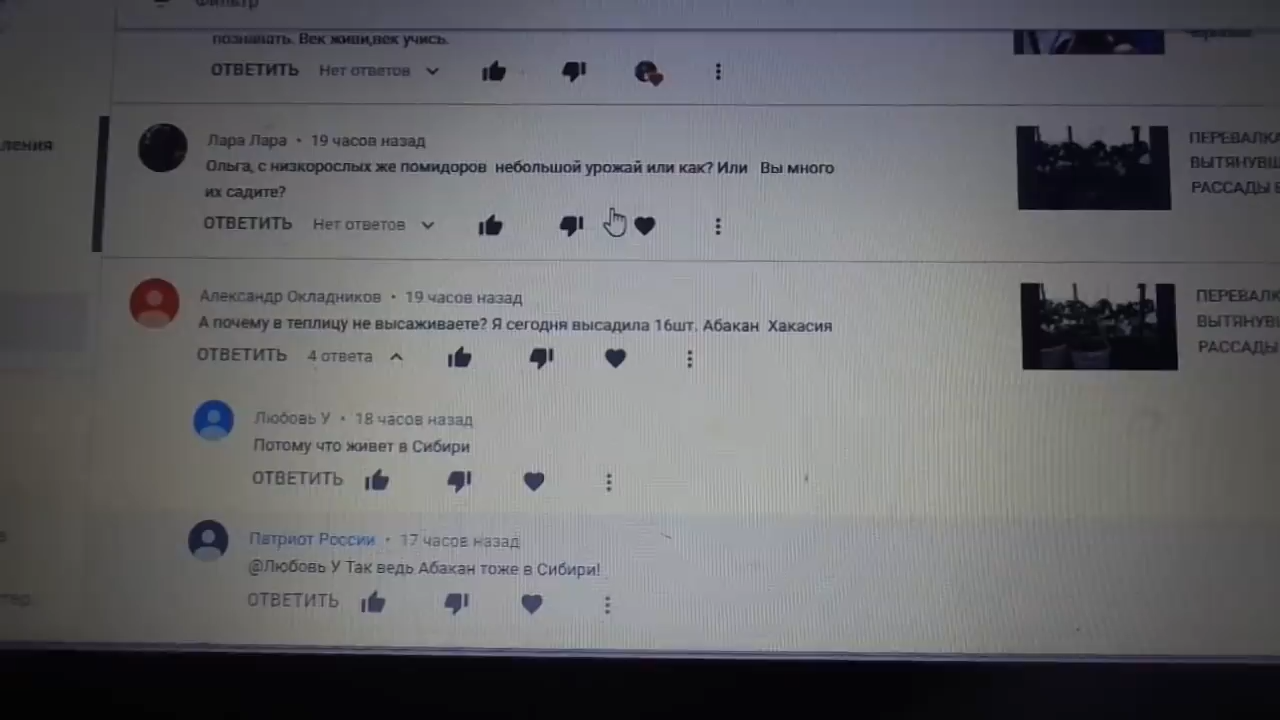 Фильтр
познавать. Век живи,век учись.
ОТВЕТИТЬ Нет ответов
Лара Лара • 19 часов назад
Ольга, с низкорослых же помидоров небольшой урожай или как? Или Вы много
их садите?
ОТВЕТИТЬ Нет ответов
ПЕРЕВАЛКА
ВЫТЯНУВШ
РАССАДЫ В
ления
Александр Окладников • 19 часов назад
А почему в теплицу не высаживаете? Я сегодня высадила 16шт. Абакан Хакасия
ОТВЕТИТЬ 4 ответа
ПЕРЕВАЛК
ВЫТЯНУВ
РАССАДЫ
Любовь У • 18 часов назад
Потому что живет в Сибири
ОТВЕТИТЬ
Патриот России • 17 часов назад
@Любовь У Так ведь Абакан тоже в Сибири!
ОТВЕТИТЬ